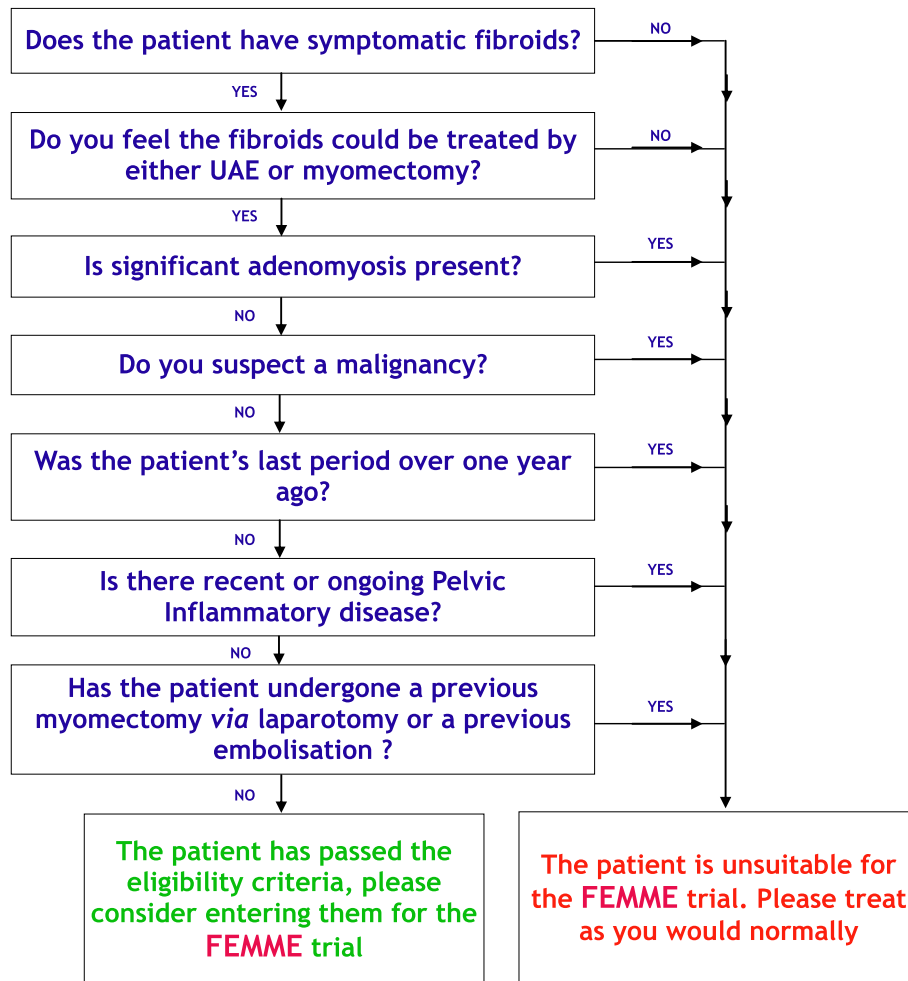 Does the patient have symptomatic fibroids?
NO
YES
Do you feel the fibroids could be treated by
either UAE or myomectomy?
NO
YES
Is significant adenomyosis present?
YES
NO
Do you suspect a malignancy?
YES
NO
Was the patient’s last period over one year
ago?
YES
NO
Is there recent or ongoing Pelvic
Inflammatory disease?
YES
NO
Has the patient undergone a previous
myomectomy via laparotomy or a previous
embolisation ?
YES
NO
The patient has passed the
eligibility criteria, please
consider entering them for the
FEMME trial
The patient is unsuitable for
the FEMME trial. Please treat
as you would normally